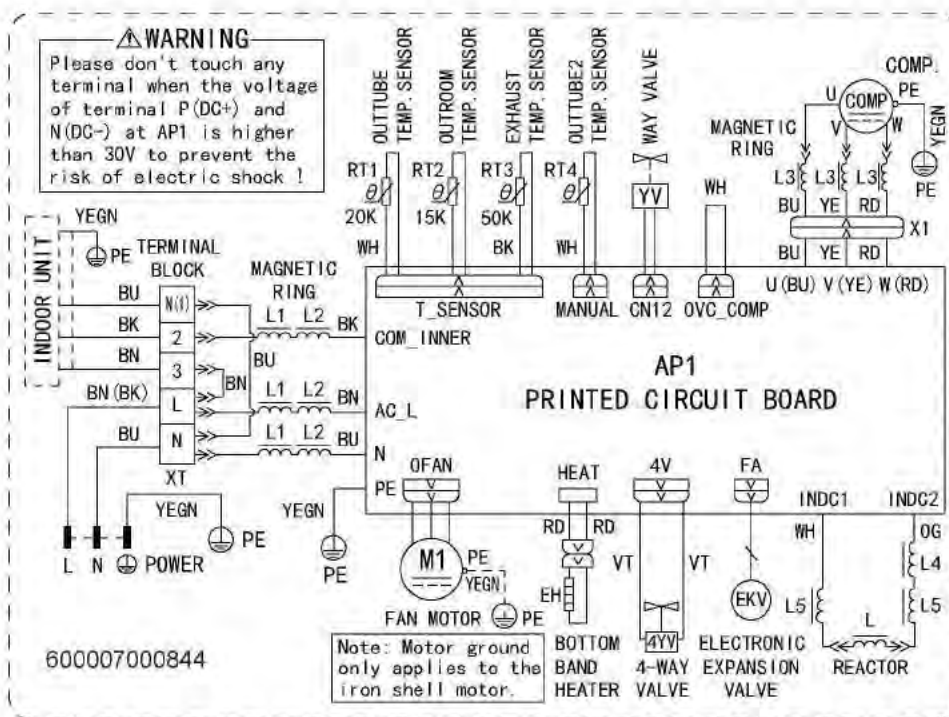 ⚠WARNING
Please don't touch any
terminal when the voltage
of terminal P(DC+) and
N(DC-) at AP1 is higher
than 30V to prevent the
risk of electric shock !
OUTTUBE
TEMP. SENSOR
OUTROOM
TEMP. SENSOR
EXHAUST
TEMP. SENSOR
OUTTUBE2
TEMP. SENSOR
WAY VALVE
RT1
RT2
RT3
RT4
θ
θ
θ
θ
20K
15K
50K
YV
WH
WH
BK
WH
COMP.
U
COMP
PE
V
W
YEGN
PE
MAGNETIC
RING
L3
L3
L3
BU
YE
RD
X1
BU
YE
RD
INDOOR UNIT
YEGN
PE
TERMINAL
BLOCK
MAGNETIC
RING
BU
BK
BN
BN(BK)
BU
N(1)
2
3
L
N
XT
BU
BN
L1
L2
BK
L1
L2
BN
L1
L2
BU
T_SENSOR
MANUAL
CN12
OVC_COMP
U(BU) V(YE) W(RD)
COM_INNER
AP1
PRINTED CIRCUIT BOARD
AC_L
N
PE
OFAN
HEAT
4V
FA
INDC1
INDC2
YEGN
PE
L
N
POWER
YEGN
PE
M1
PE
YEGN
FAN MOTOR
PE
RD
RD
EH
BOTTOM
BAND
HEATER
VT
VT
4YV
4-WAY
VALVE
EKV
ELECTRONIC
EXPANSION
VALVE
WH
OG
L4
L5
L5
L
REACTOR
Note: Motor ground
only applies to the
iron shell motor.
600007000844